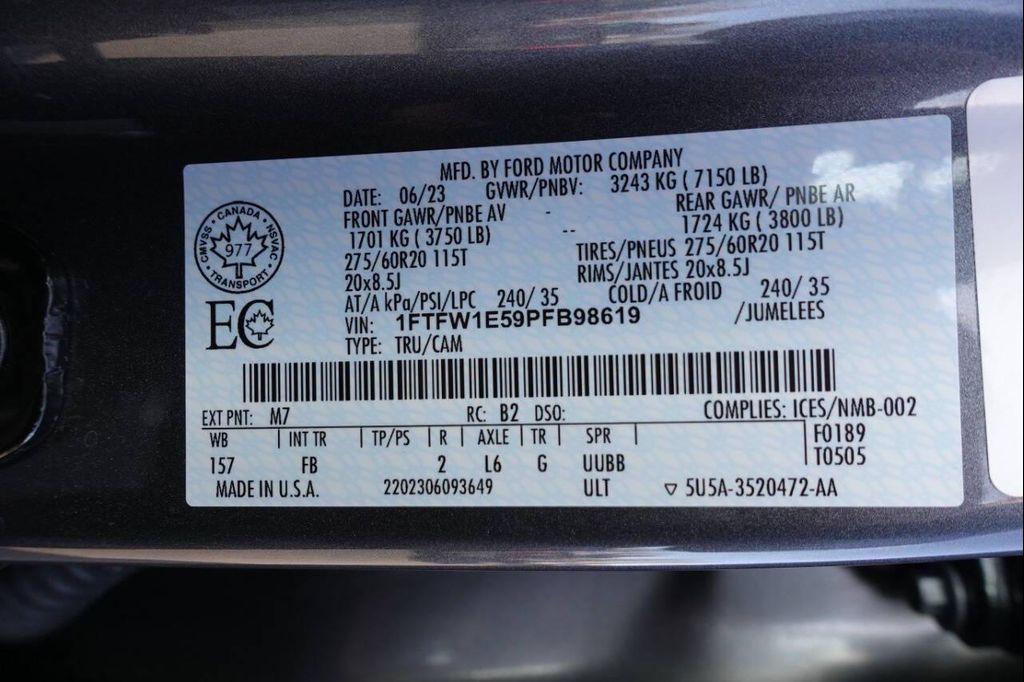 MFD. BY FORD MOTOR COMPANY
DATE: 06/23 GVWR/PNBV: 3243 KG ( 7150 LB)
FRONT GAWR/PNBE AV - REAR GAWR/ PNBE AR
1701 KG ( 3750 LB) -- 1724 KG ( 3800 LB)
275/60R20 115T TIRES/PNEUS 275/60R20 115T
20x8.5J RIMS/JANTES 20x8.5J
AT/A kPa/PSI/LPC 240/ 35 COLD/A FROID 240/ 35
VIN: 1FTFW1E59PFB98619 /JUMELEES
TYPE: TRU/CAM
CANADA
CMVSS · NSVAC
977
TRANSPORT
EC
EXT PNT: M7 RC: B2 DSO: COMPLIES: ICES/NMB-002
WB INT TR TP/PS R AXLE TR SPR F0189
157 FB 2 L6 G UUBB T0505
MADE IN U.S.A. 2202306093649 ULT ▽ 5U5A-3520472-AA